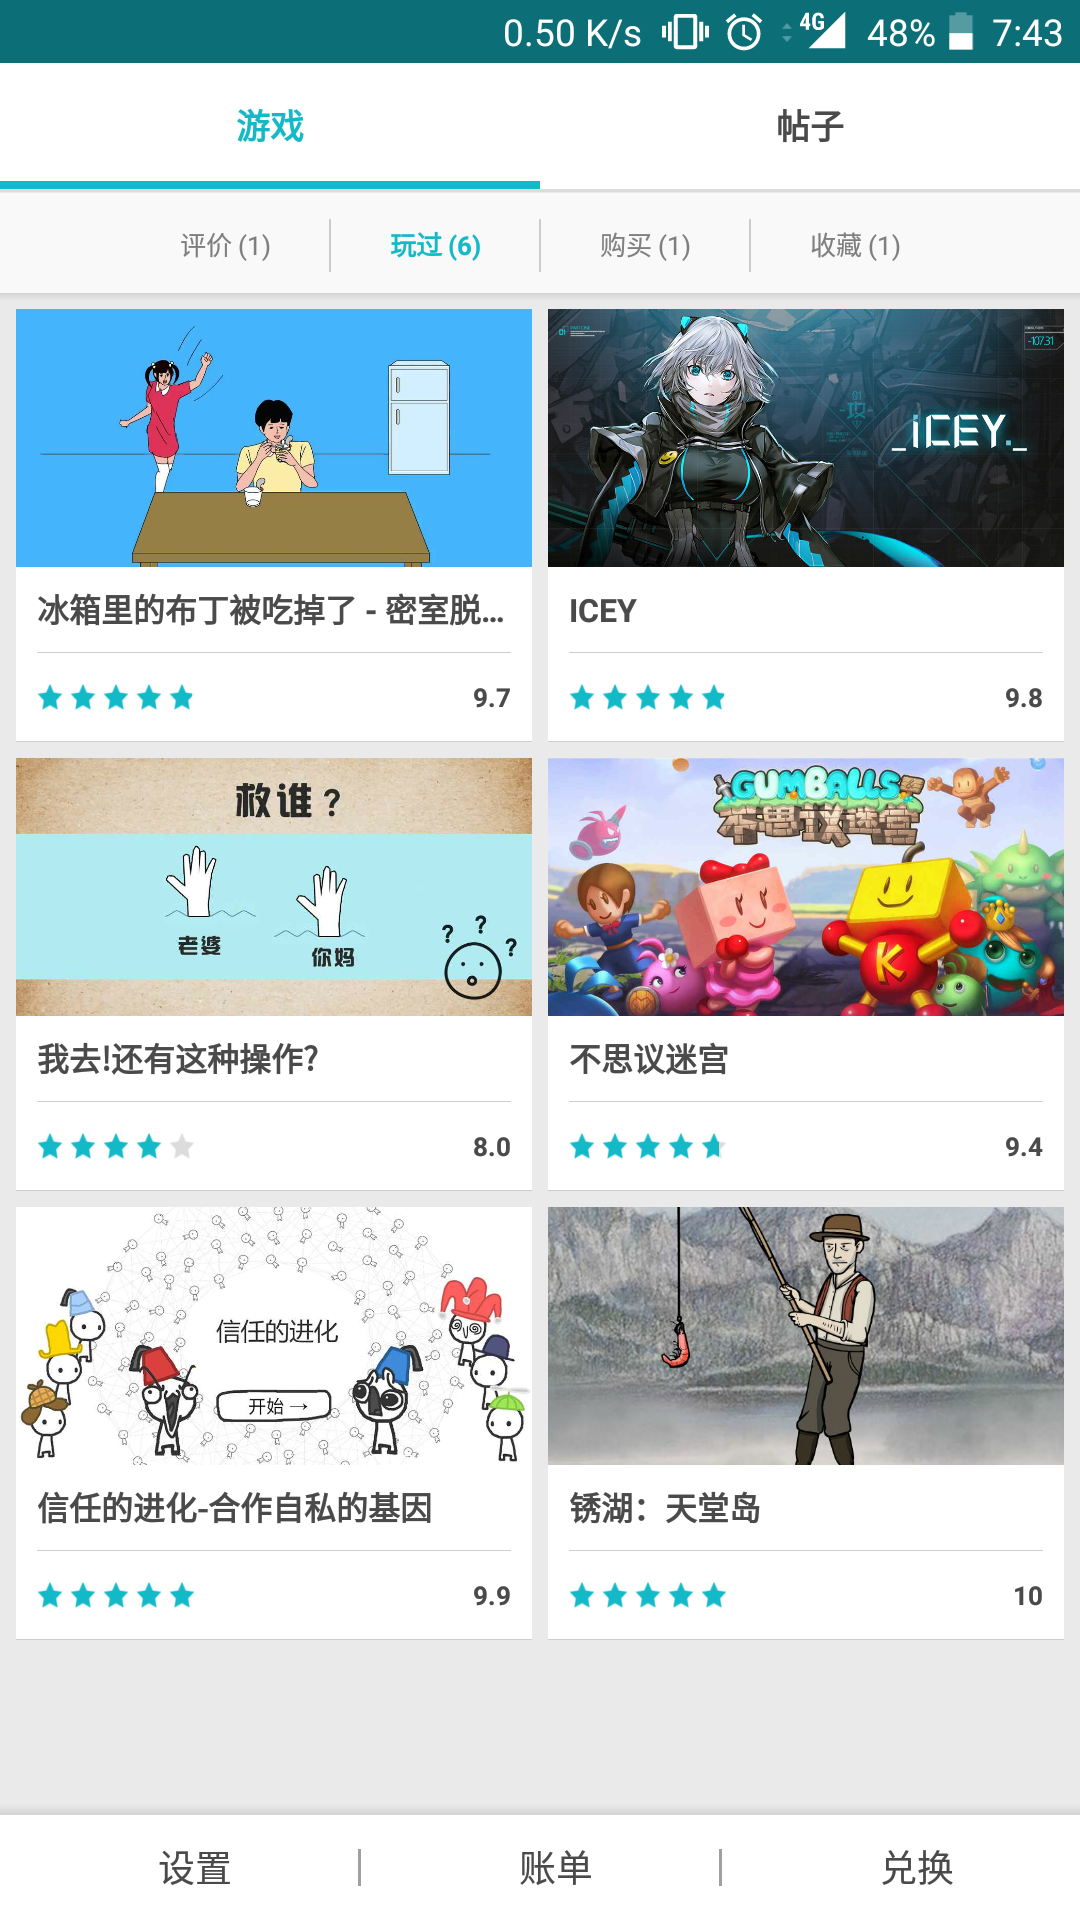 0.50 K/s 4G 48% 7:43
游戏 帖子
评价 (1) 玩过 (6) 购买 (1) 收藏 (1)
-107.31
01
攻
_ICEY._
冰箱里的布丁被吃掉了 - 密室脱...
ICEY
9.7
9.8
救谁？
老婆
你妈
? ? ?
GUMBALLS
不思议迷宫
K
我去!还有这种操作?
不思议迷宫
8.0
9.4
信任的进化
开始 →
信任的进化-合作自私的基因
锈湖：天堂岛
9.9
10
设置 账单 兑换